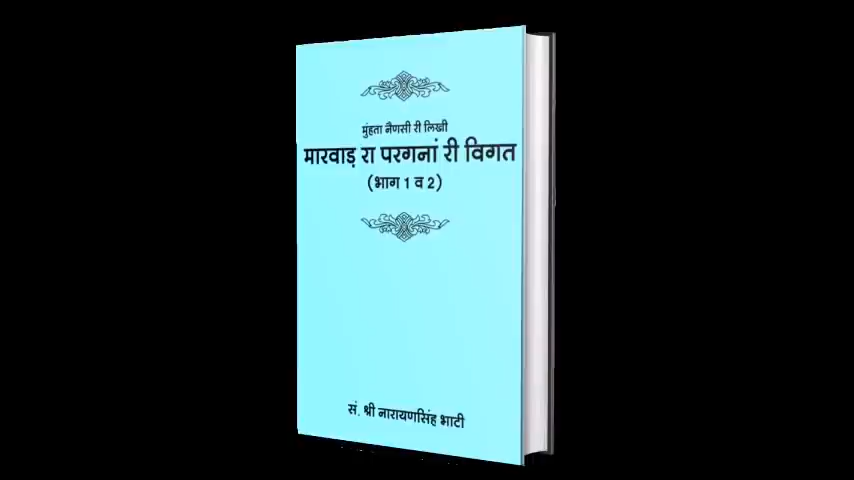 मुंहता नैणसी री लिखी
मारवाड़ रा परगनां री विगत
(भाग 1 व 2)
सं. श्री नारायणसिंह भाटी